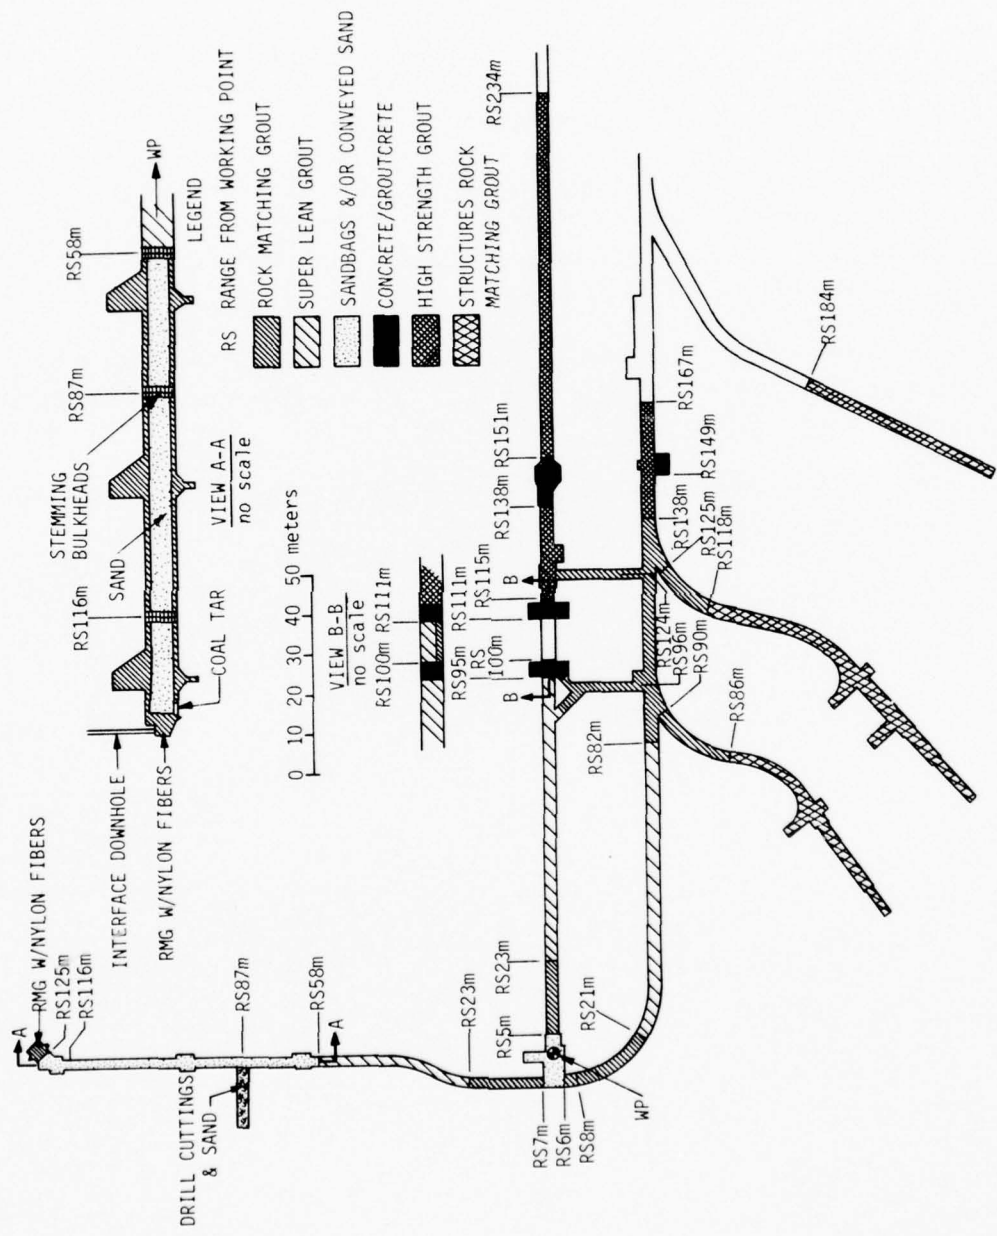 RMG W/NYLON FIBERS
A
RS125m
RS116m
DRILL CUTTINGS
& SAND
RS87m
RS58m
A
RS23m
RS7m
RS6m
RS8m
WP
RS5m
RS23m
RS21m
INTERFACE DOWNHOLE
RMG W/NYLON FIBERS
COAL TAR
RS116m
SAND
STEMMING
BULKHEADS
RS87m
RS58m
WP
VIEW A-A
no scale
LEGEND
RS RANGE FROM WORKING POINT
ROCK MATCHING GROUT
SUPER LEAN GROUT
SANDBAGS &/OR CONVEYED SAND
CONCRETE/GROUTCRETE
HIGH STRENGTH GROUT
STRUCTURES ROCK
MATCHING GROUT
0 10 20 30 40 50 meters
VIEW B-B
no scale
RS100m
RS111m
RS95m
RS
100m
RS111m
RS115m
B
B
RS138m
RS151m
RS234m
RS82m
RS124m
RS96m
RS90m
RS86m
RS138m
RS125m
RS118m
RS149m
RS167m
RS184m